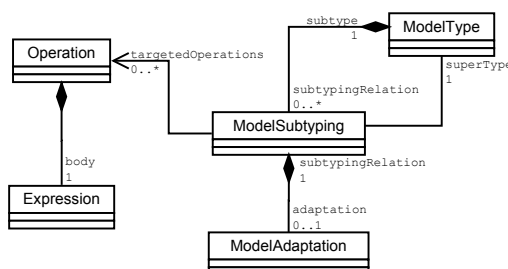 subtype
1
ModelType
Operation
targetedOperations
0..*
superType
1
subtypingRelation
0..*
ModelSubtyping
body
1
subtypingRelation
1
Expression
adaptation
0..1
ModelAdaptation